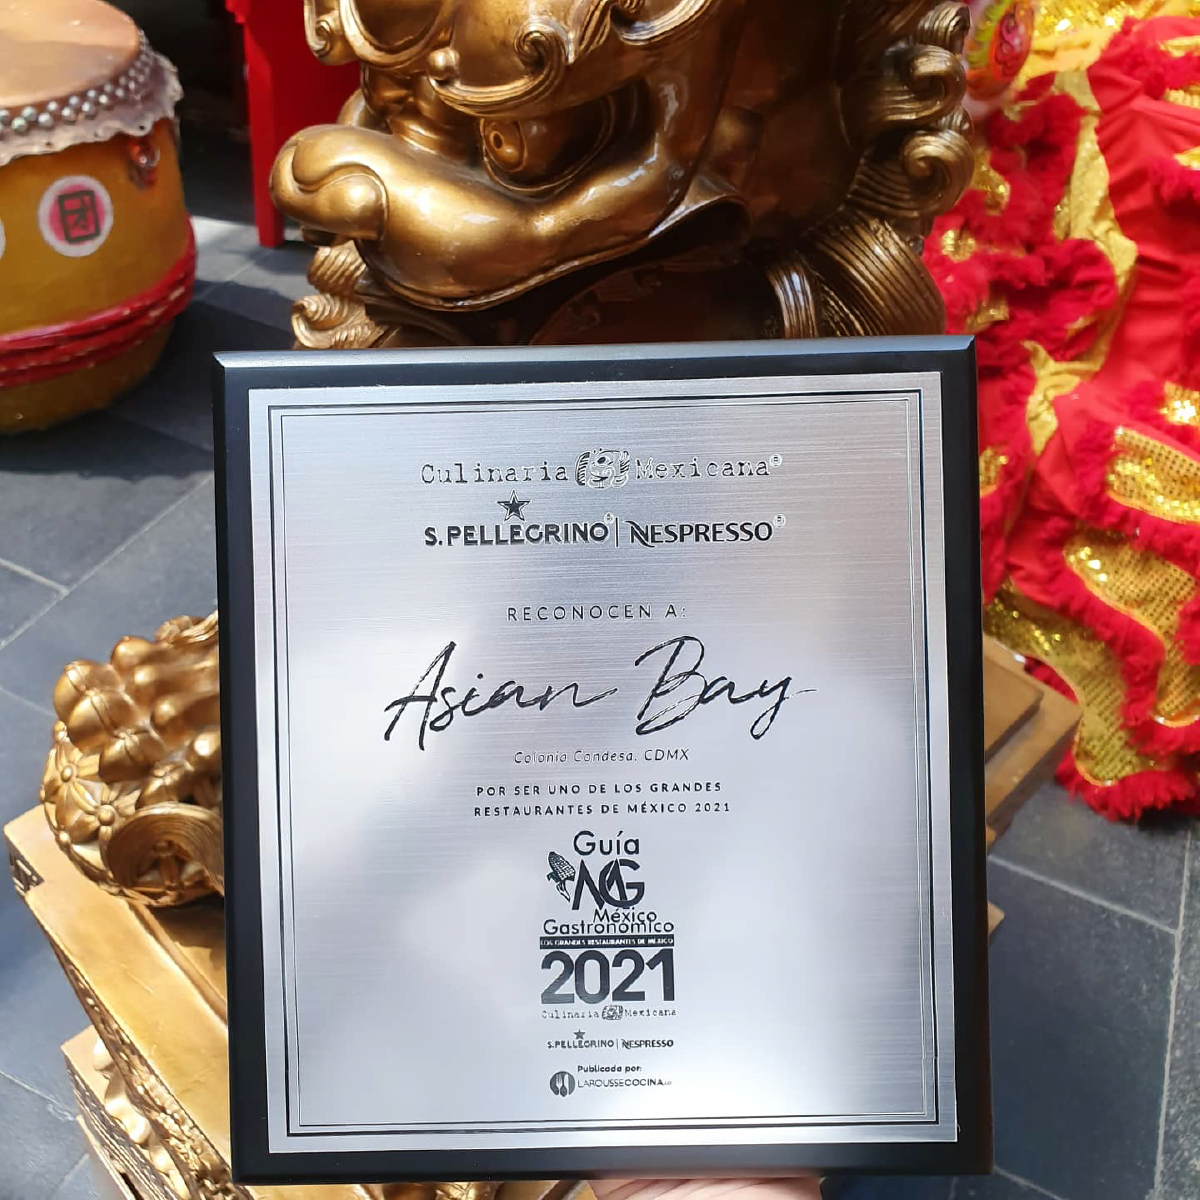 Culinaria Mexicana®
S.PELLEGRINO® | NESPRESSO®
RECONOCEN A:
Asian Bay
Colonia Condesa, CDMX
POR SER UNO DE LOS GRANDES
RESTAURANTES DE MÉXICO 2021
Guía
MG
México
Gastronómico
LOS GRANDES RESTAURANTES DE MÉXICO
2021
Culinaria Mexicana
S.PELLEGRINO | NESPRESSO
Publicada por:
LAROUSSECOCINA